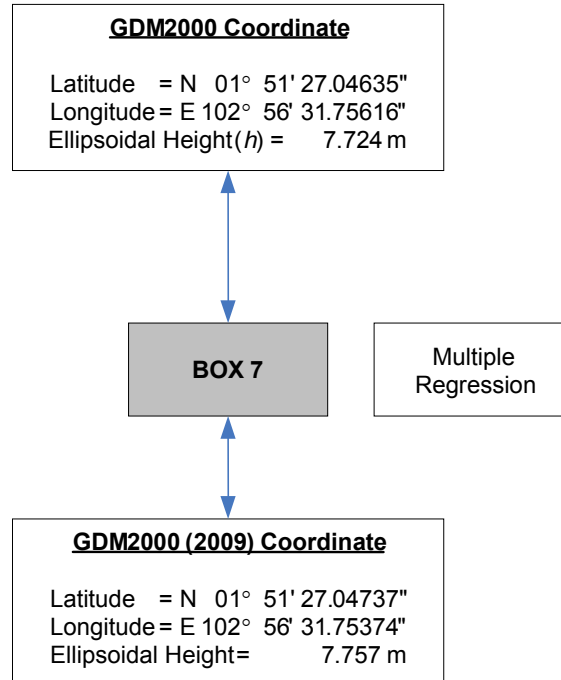 GDM2000 Coordinate
Latitude = N 01° 51' 27.04635"
Longitude = E 102° 56' 31.75616"
Ellipsoidal Height (h) = 7.724 m
BOX 7
Multiple
Regression
GDM2000 (2009) Coordinate
Latitude = N 01° 51' 27.04737"
Longitude = E 102° 56' 31.75374"
Ellipsoidal Height = 7.757 m